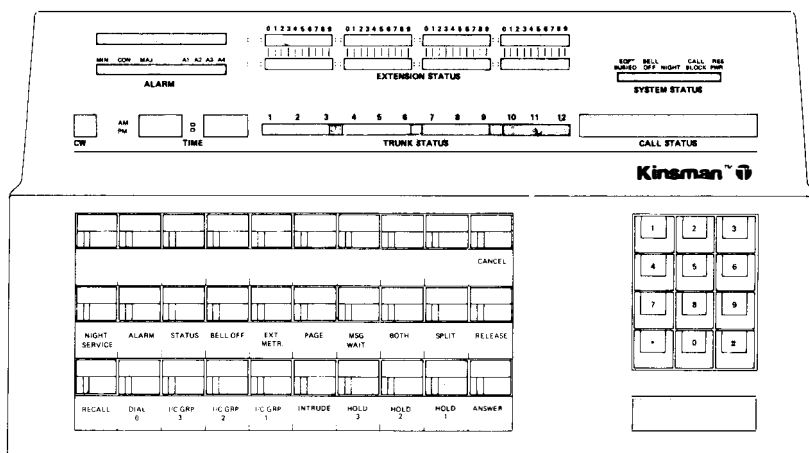 0 1 2 3 4 5 6 7 8 9 0 1 2 3 4 5 6 7 8 9 0 1 2 3 4 5 6 7 8 9 0 1 2 3 4 5 6 7 8 9
MIN CON MAJ A1 A2 A3 A4
ALARM
EXTENSION STATUS
BELL CALL RES
BUSIED OFF NIGHT BLOCK PWR
SYSTEM STATUS
AM
PM
1 2 3 4 5 6 7 8 9 10 11 12
CW TIME TRUNK STATUS CALL STATUS
Kinsman™
CANCEL
NIGHT SERVICE ALARM STATUS BELL OFF EXT METR. PAGE MSG WAIT BOTH SPLIT RELEASE
RECALL DIAL 0 I/C GRP 3 I/C GRP 2 I/C GRP 1 INTRUDE HOLD 3 HOLD 2 HOLD 1 ANSWER
1 2 3
4 5 6
7 8 9
* 0 #